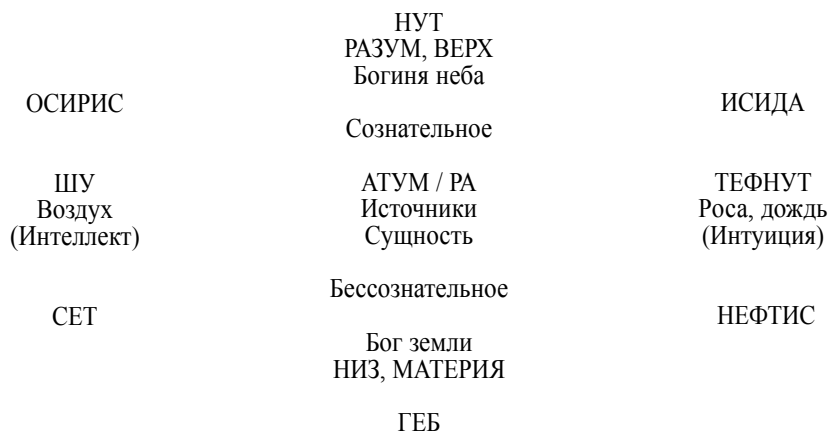 НУТ
РАЗУМ, ВЕРХ
Богиня неба
ОСИРИС
ИСИДА
Сознательное
ШУ
Воздух
(Интеллект)
АТУМ / РА
Источники
Сущность
ТЕФНУТ
Роса, дождь
(Интуиция)
Бессознательное
СЕТ
НЕФТИС
Бог земли
НИЗ, МАТЕРИЯ
ГЕБ